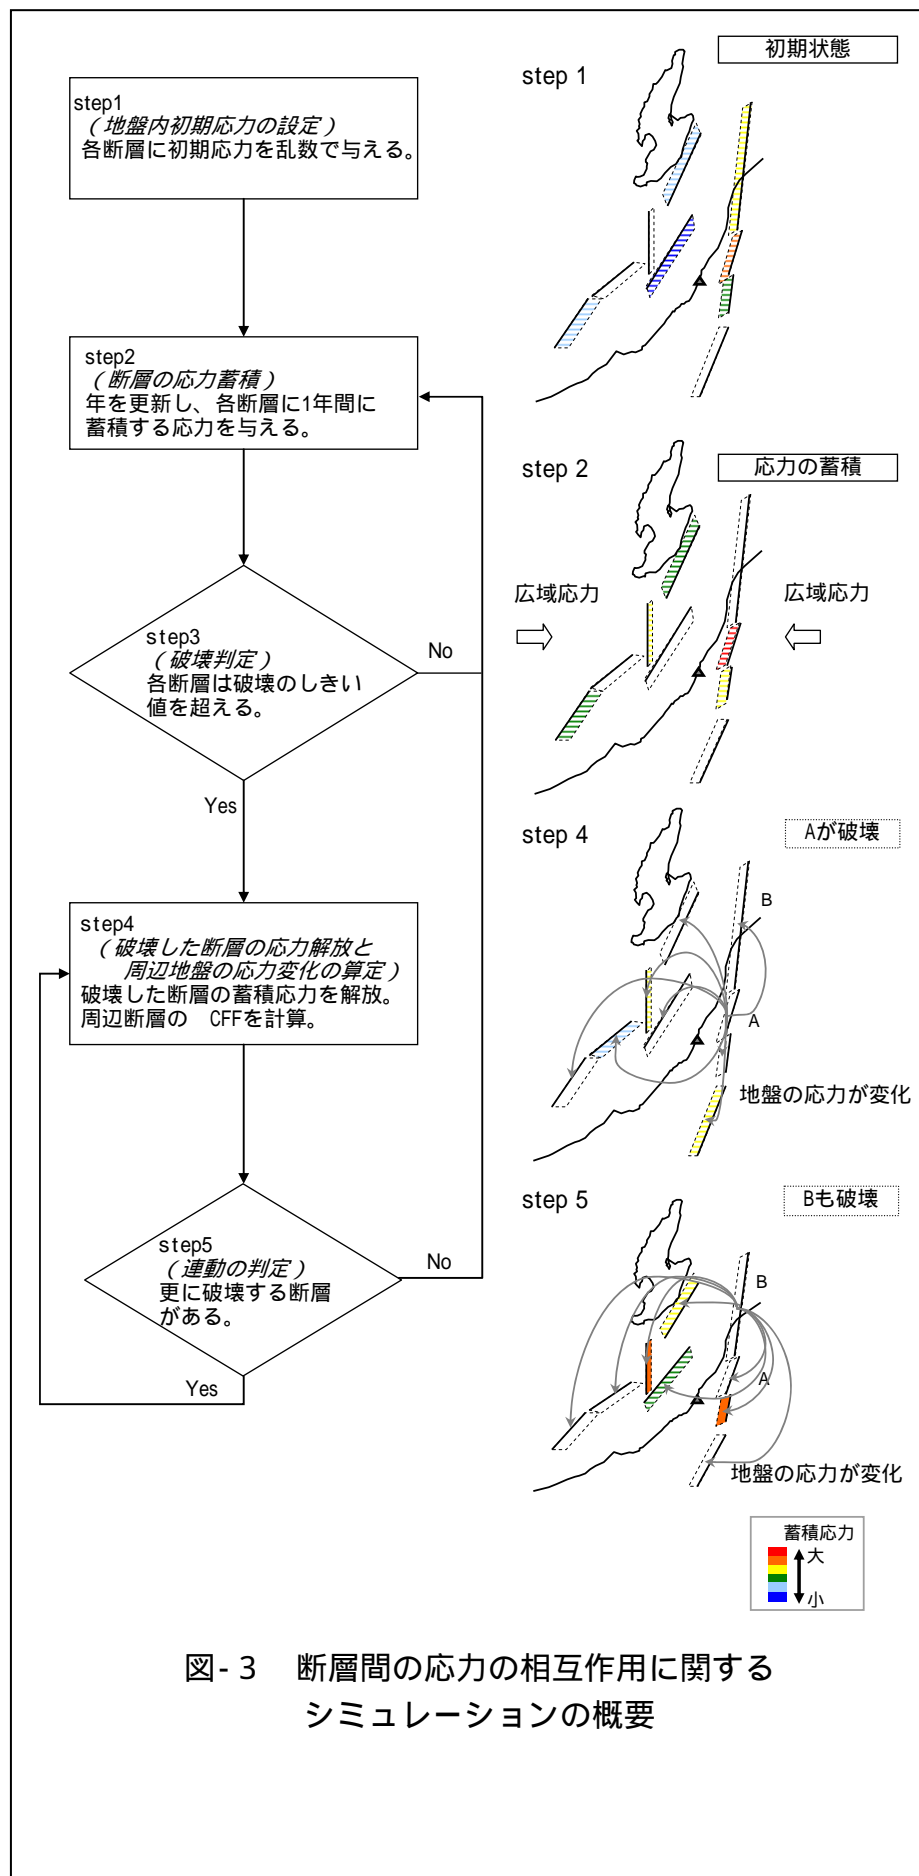 step1
(地盤内初期応力の設定)
各断層に初期応力を乱数で与える。
step2
(断層の応力蓄積)
年を更新し、各断層に1年間に
蓄積する応力を与える。
step3
(破壊判定)
各断層は破壊のしきい
値を超える。
No
Yes
step4
(破壊した断層の応力解放と
周辺地盤の応力変化の算定)
破壊した断層の蓄積応力を解放。
周辺断層の CFFを計算。
step5
(連動の判定)
更に破壊する断層
がある。
No
Yes
step 1
初期状態
step 2
応力の蓄積
広域応力
広域応力
step 4
Aが破壊
B
A
地盤の応力が変化
step 5
Bも破壊
B
A
地盤の応力が変化
蓄積応力
大
小
図-3 断層間の応力の相互作用に関する
シミュレーションの概要